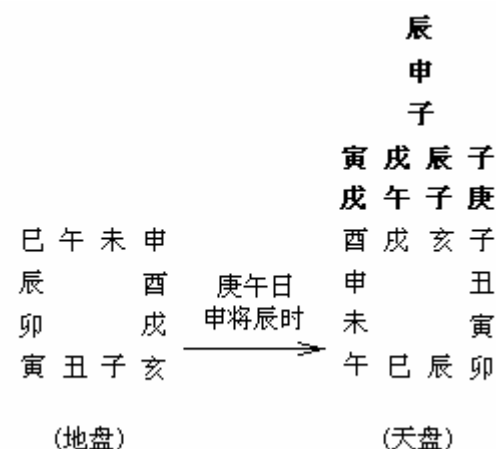 辰
申
子
寅 戌 辰 子
戌 午 子 庚
巳 午 未 申
辰 酉
卯 戌
寅 丑 子 亥
(地盘)
庚午日
申将辰时
酉 戌 亥 子
申 丑
未 寅
午 巳 辰 卯
(天盘)